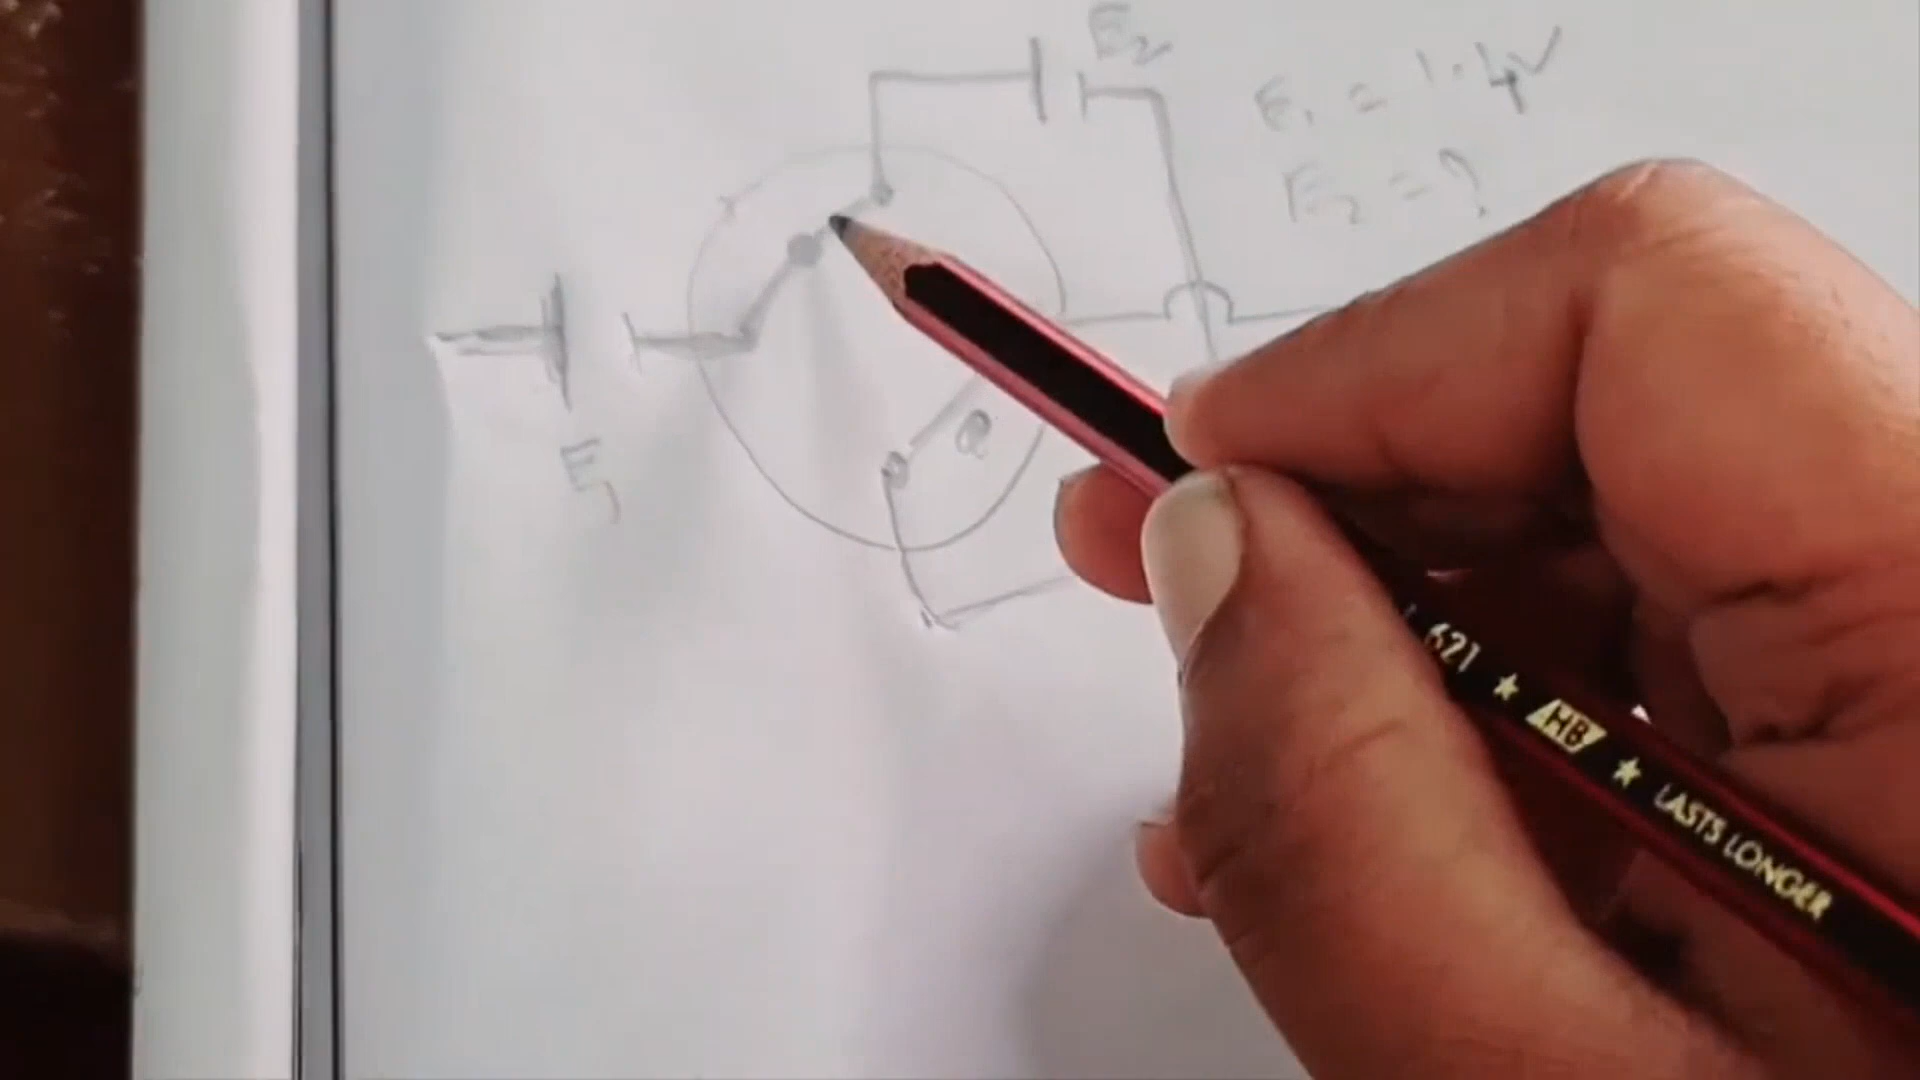 E2
E1 = 1.4V
E2 = ?
E1
a
621 ★ HB ★ LASTS LONGER